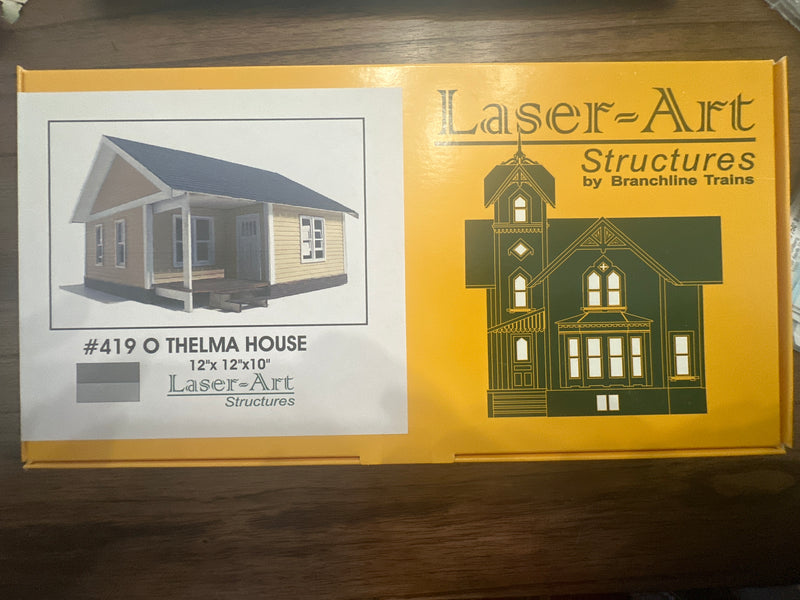 #419 O THELMA HOUSE
12"x 12"x10"
Laser-Art
Structures
Laser-Art
Structures
by Branchline Trains